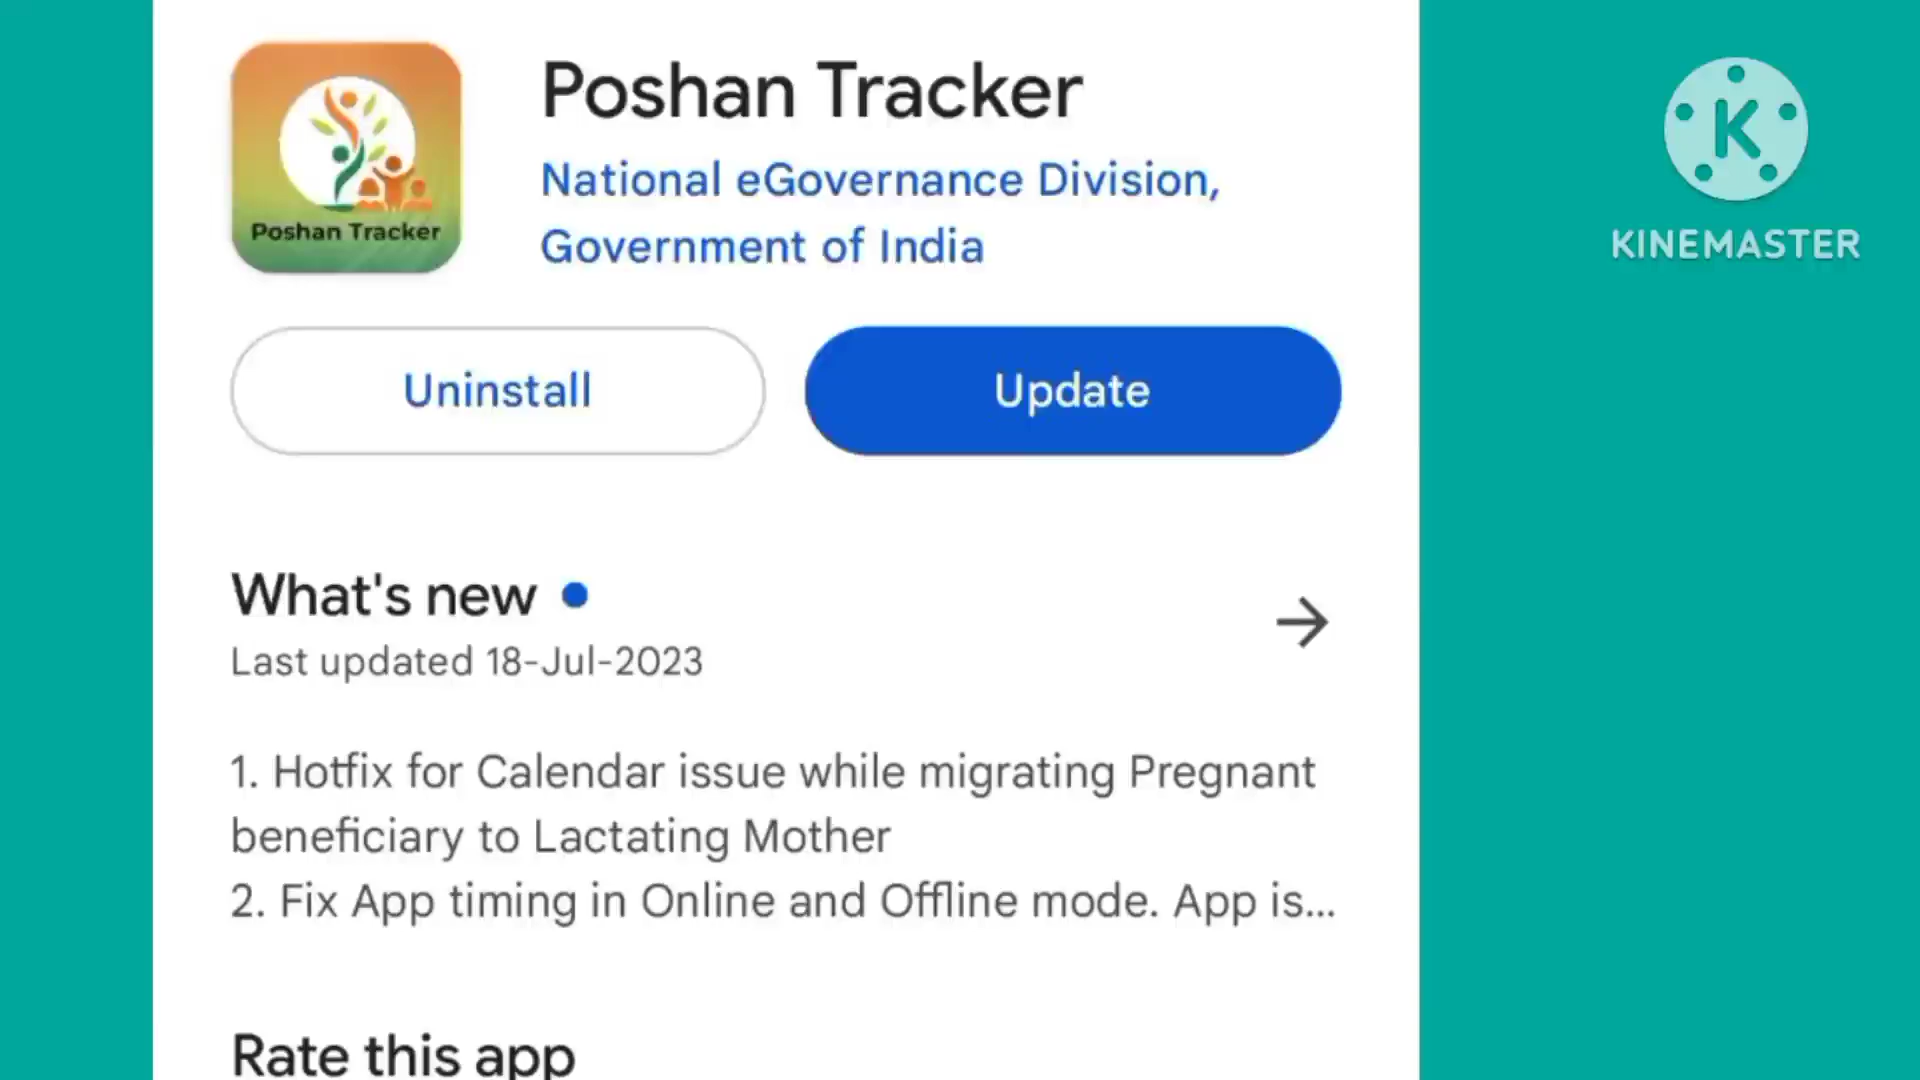 Poshan Tracker
Poshan Tracker
National eGovernance Division,
Government of India
K
KINEMASTER
Uninstall
Update
What's new
Last updated 18-Jul-2023
1. Hotfix for Calendar issue while migrating Pregnant
beneficiary to Lactating Mother
2. Fix App timing in Online and Offline mode. App is...
Rate this app